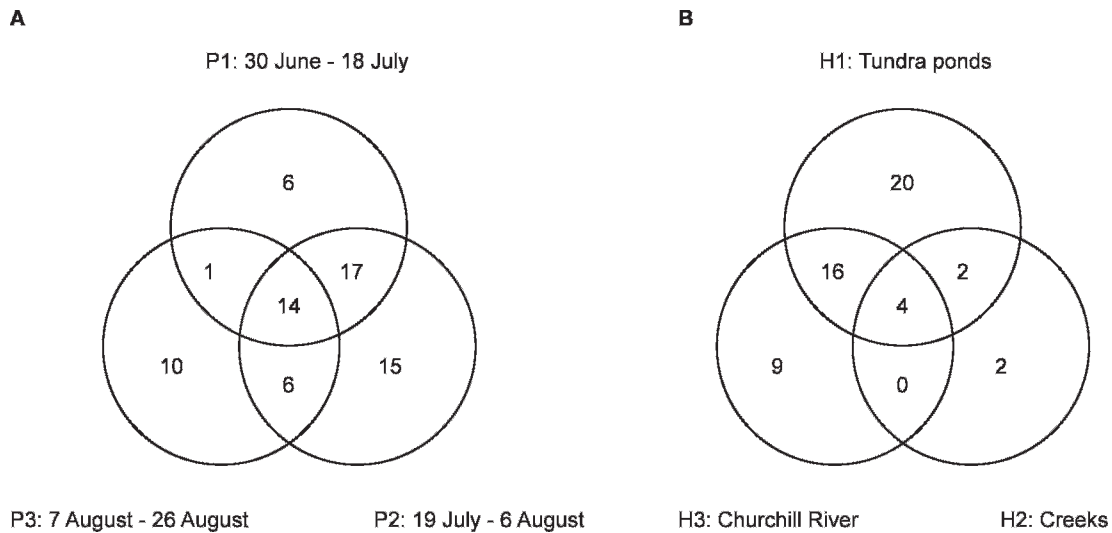 A
P1: 30 June - 18 July
6
1
17
14
10
6
15
P3: 7 August - 26 August
P2: 19 July - 6 August
B
H1: Tundra ponds
20
16
2
4
9
0
2
H3: Churchill River
H2: Creeks